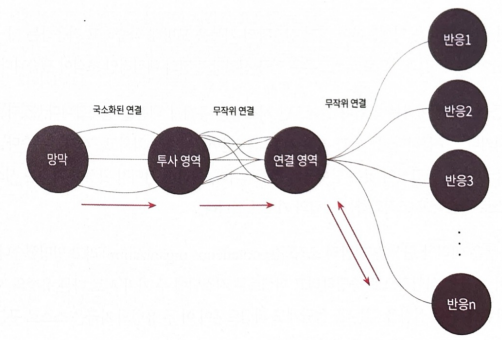 국소화된 연결
무작위 연결
무작위 연결
망막
투사 영역
연결 영역
반응1
반응2
반응3
반응n